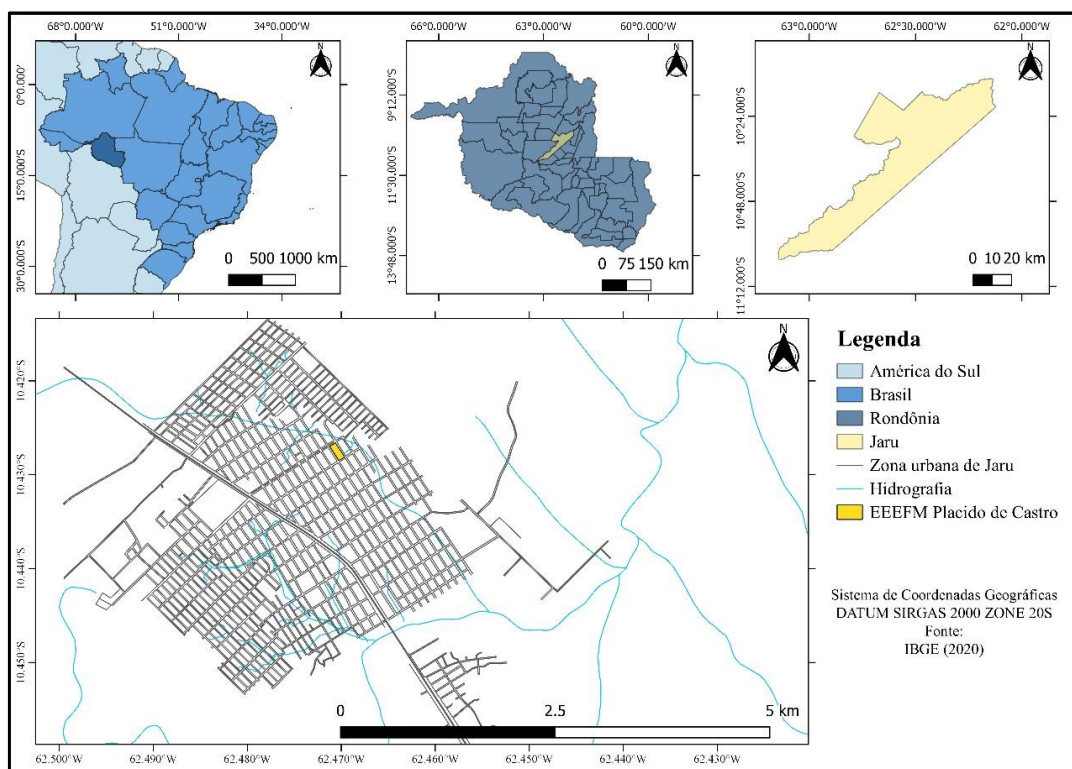 68°0.000'W 51°0.000'W 34°0.000'W
0°0.000'
15°0.000'S
30°0.000'S
N
0 500 1000 km
66°0.000'W 63°0.000'W 60°0.000'W
9°12.000'S
11°30.000'S
13°48.000'S
N
0 75 150 km
63°0.000'W 62°30.000'W 62°0.000'W
10°24.000'S
10°48.000'S
11°12.000'S
N
0 10 20 km
10.420°S
10.430°S
10.440°S
10.450°S
N
0 2.5 5 km
62.500°W 62.490°W 62.480°W 62.470°W 62.460°W 62.450°W 62.440°W 62.430°W
Legenda
América do Sul
Brasil
Rondônia
Jaru
Zona urbana de Jaru
Hidrografia
EEEFM Placido de Castro
Sistema de Coordenadas Geográficas
DATUM SIRGAS 2000 ZONE 20S
Fonte:
IBGE (2020)